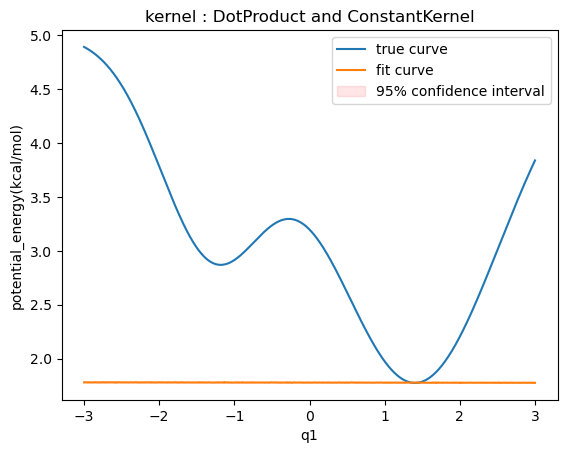 kernel : DotProduct and ConstantKernel
true curve
fit curve
95% confidence interval
potential_energy(kcal/mol)
5.0
4.5
4.0
3.5
3.0
2.5
2.0
−3 −2 −1 0 1 2 3
q1